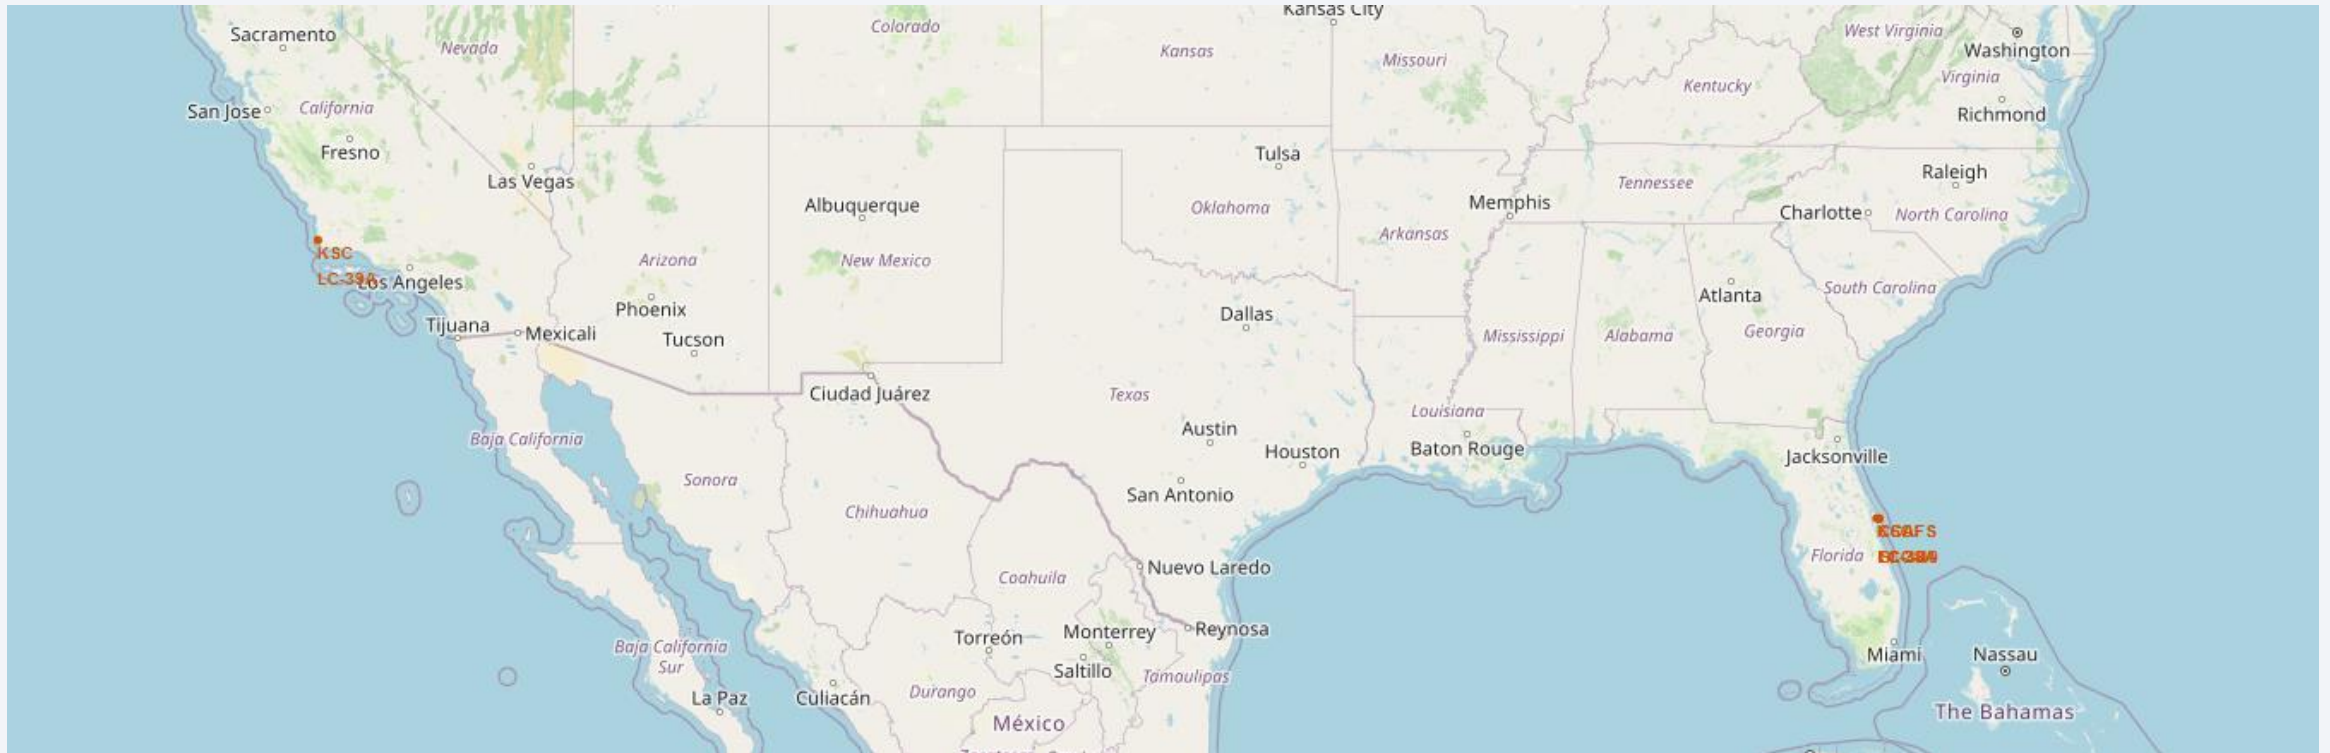 Kansas City
Sacramento
Nevada
Colorado
Kansas
Missouri
West Virginia
Washington
Kentucky
Virginia
San Jose
California
Richmond
Fresno
Las Vegas
Tulsa
Tennessee
Raleigh
Albuquerque
Oklahoma
Memphis
Charlotte
North Carolina
Arkansas
KSC
LC-39A
Los Angeles
Arizona
New Mexico
Phoenix
Atlanta
South Carolina
Tijuana
Mexicali
Tucson
Dallas
Mississippi
Alabama
Georgia
Ciudad Juárez
Texas
Louisiana
Baja California
Austin
Houston
Baton Rouge
Jacksonville
Sonora
San Antonio
Chihuahua
Florida
Coahuila
Nuevo Laredo
Torreón
Monterrey
Reynosa
Baja California
Sur
Saltillo
Tamaulipas
Miami
Nassau
La Paz
Culiacán
Durango
México
The Bahamas